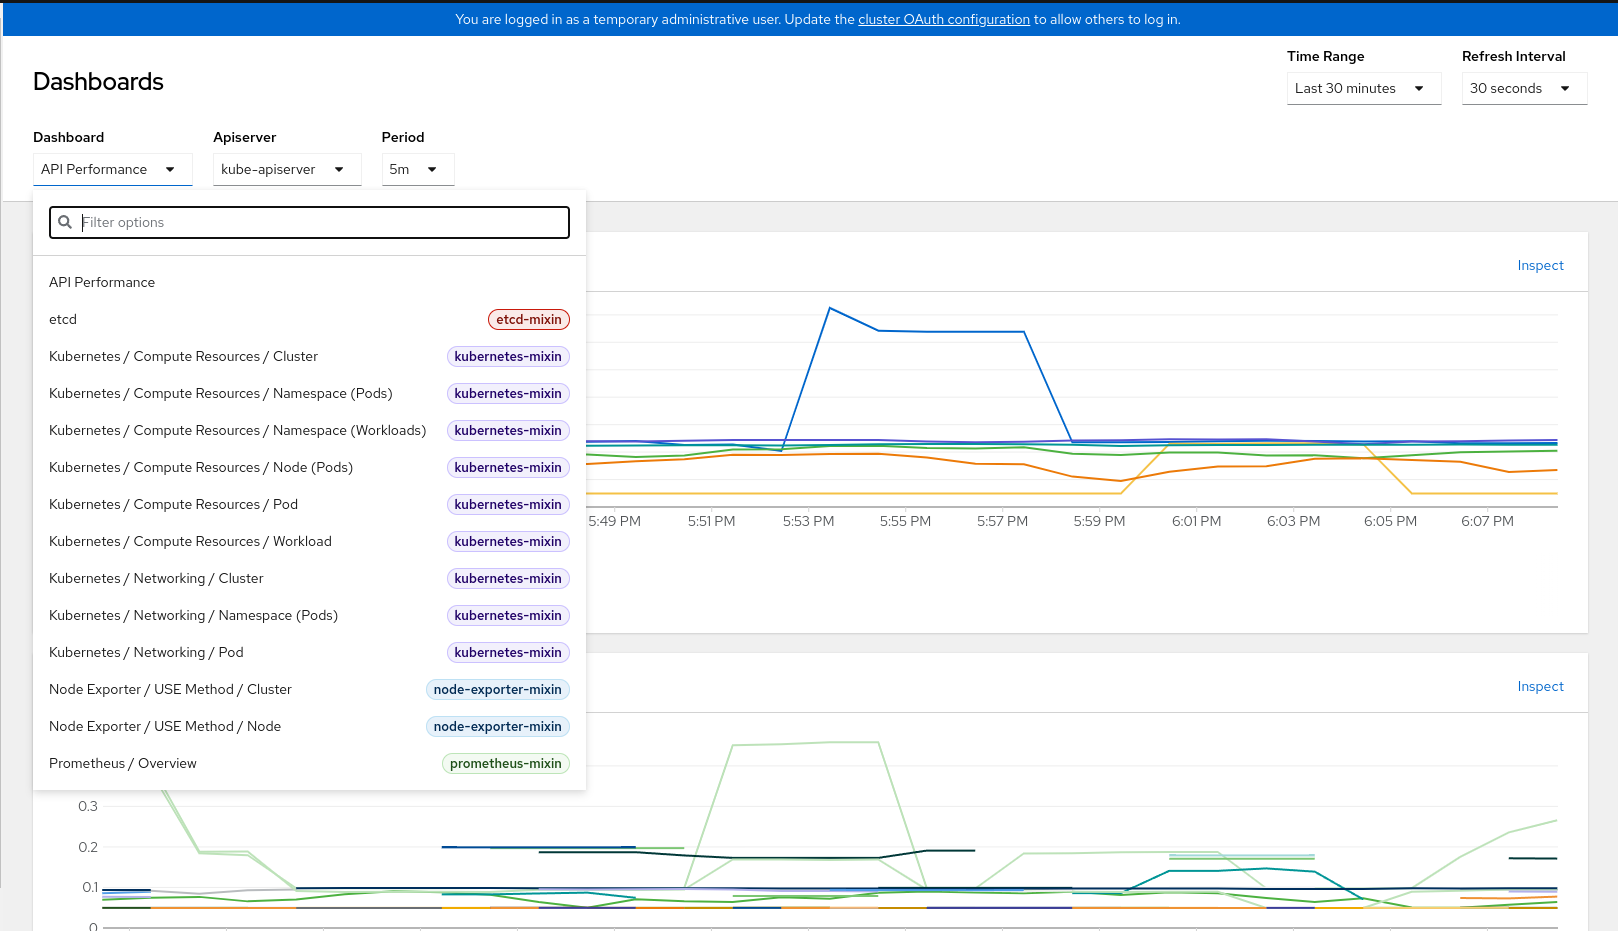 You are logged in as a temporary administrative user. Update the cluster OAuth configuration to allow others to log in.
Dashboards
Time Range
Refresh Interval
Last 30 minutes
30 seconds
Dashboard
Apiserver
Period
API Performance
kube-apiserver
5m
Filter options
Inspect
API Performance
etcd etcd-mixin
Kubernetes / Compute Resources / Cluster kubernetes-mixin
Kubernetes / Compute Resources / Namespace (Pods) kubernetes-mixin
Kubernetes / Compute Resources / Namespace (Workloads) kubernetes-mixin
Kubernetes / Compute Resources / Node (Pods) kubernetes-mixin
Kubernetes / Compute Resources / Pod kubernetes-mixin
Kubernetes / Compute Resources / Workload kubernetes-mixin
Kubernetes / Networking / Cluster kubernetes-mixin
Kubernetes / Networking / Namespace (Pods) kubernetes-mixin
Kubernetes / Networking / Pod kubernetes-mixin
Node Exporter / USE Method / Cluster node-exporter-mixin
Node Exporter / USE Method / Node node-exporter-mixin
Prometheus / Overview prometheus-mixin
5:49 PM 5:51 PM 5:53 PM 5:55 PM 5:57 PM 5:59 PM 6:01 PM 6:03 PM 6:05 PM 6:07 PM
Inspect
0.3
0.2
0.1
0